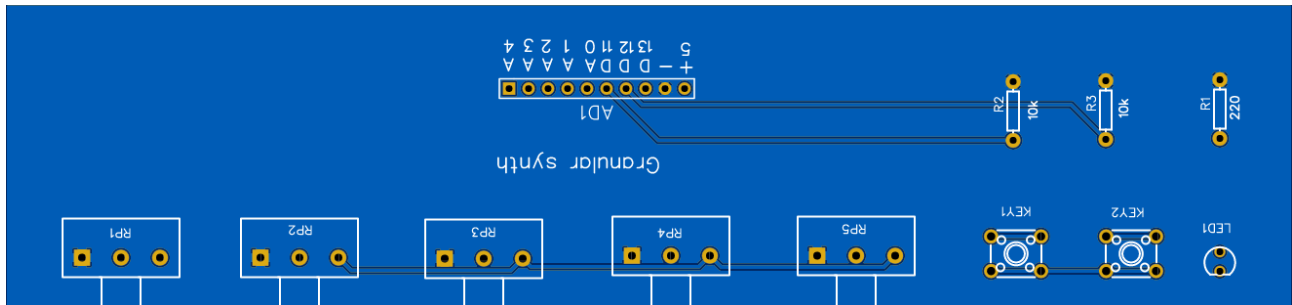 + - D D D A A A A A
5 13 12 11 0 1 2 3 4
AD1
Granular synth
R2
10k
R3
10k
R1
220
RP1
RP2
RP3
RP4
RP5
KEY1
KEY2
LED1